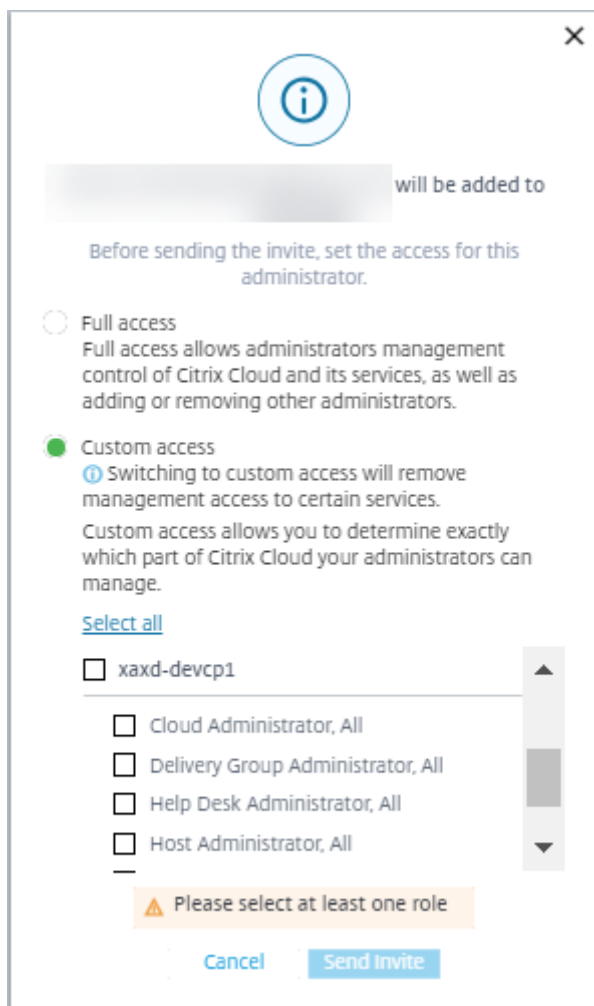 will be added to
Before sending the invite, set the access for this
administrator.
Full access
Full access allows administrators management
control of Citrix Cloud and its services, as well as
adding or removing other administrators.
Custom access
Switching to custom access will remove
management access to certain services.
Custom access allows you to determine exactly
which part of Citrix Cloud your administrators can
manage.
Select all
xaxd-devcp1
Cloud Administrator, All
Delivery Group Administrator, All
Help Desk Administrator, All
Host Administrator, All
Please select at least one role
Cancel Send Invite